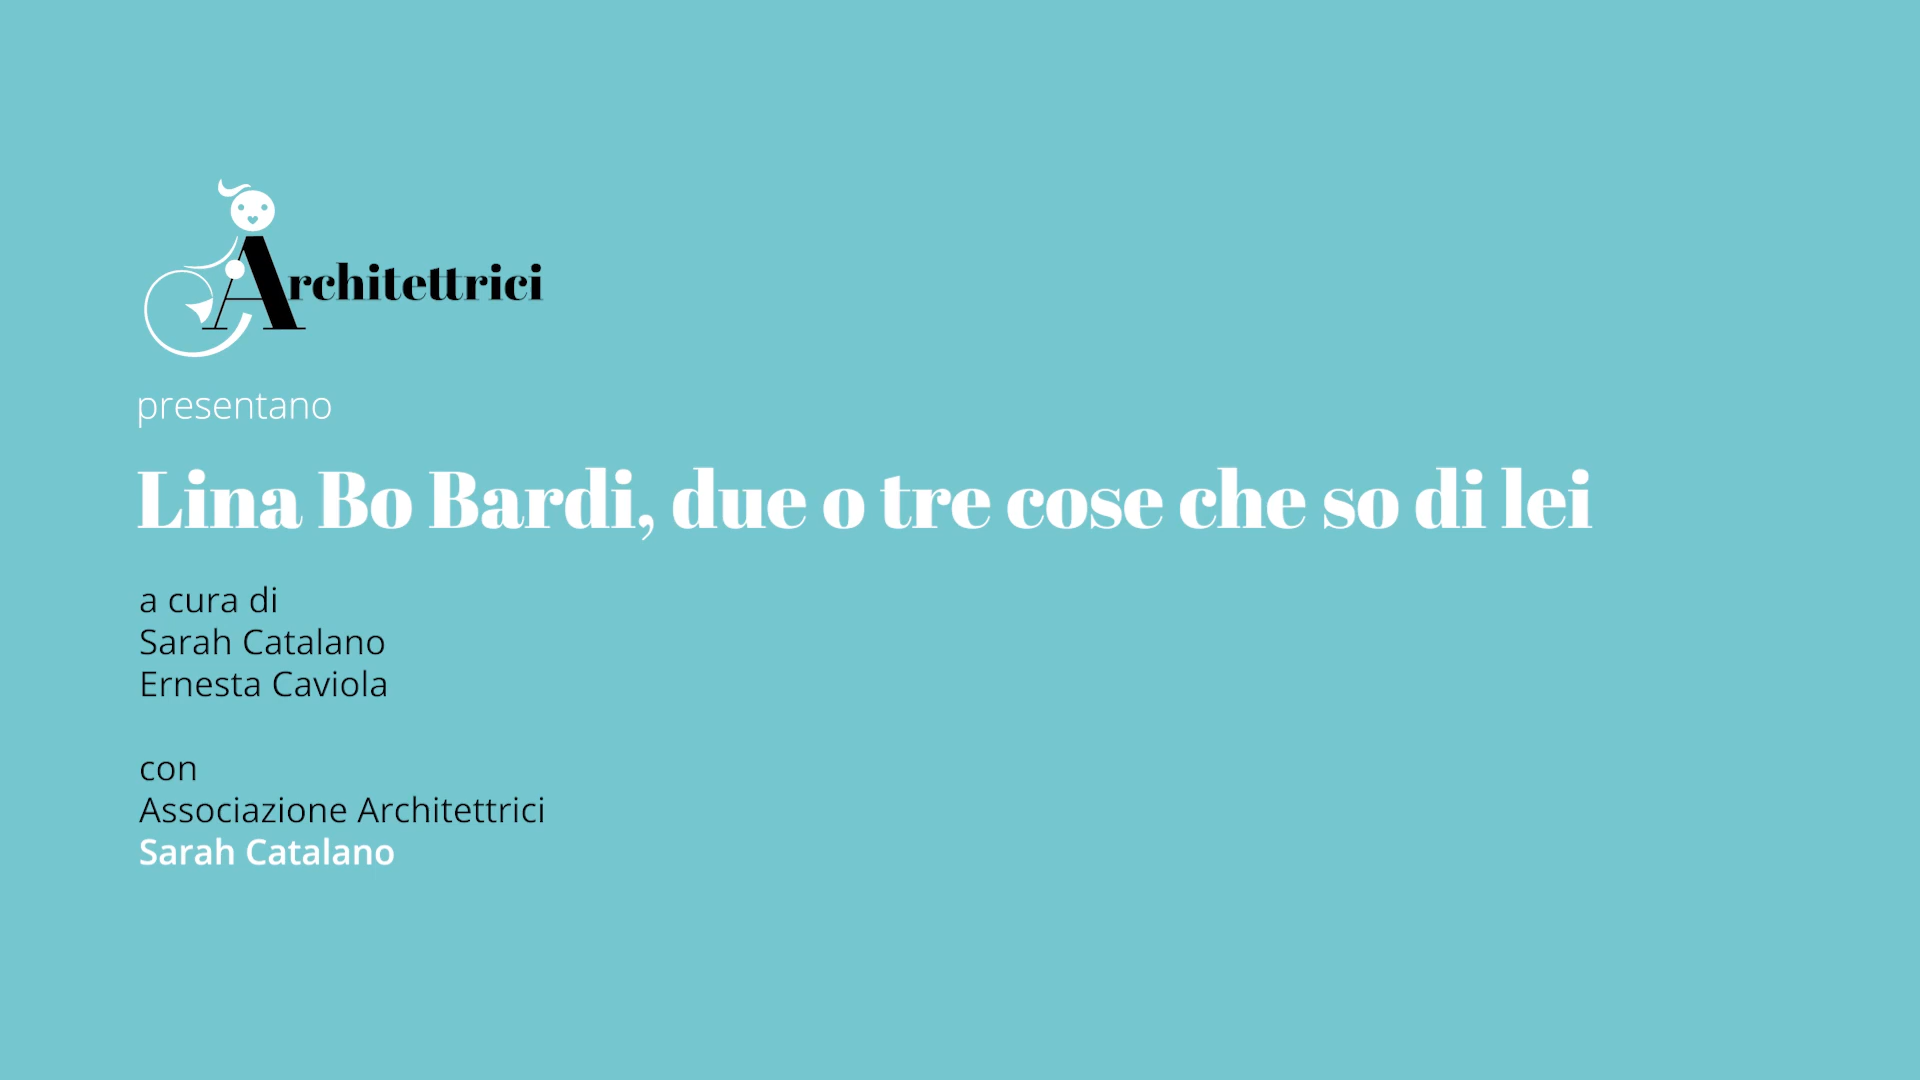 Architettrici
presentano
Lina Bo Bardi, due o tre cose che so di lei
a cura di
Sarah Catalano
Ernesta Caviola
con
Associazione Architettrici
Sarah Catalano